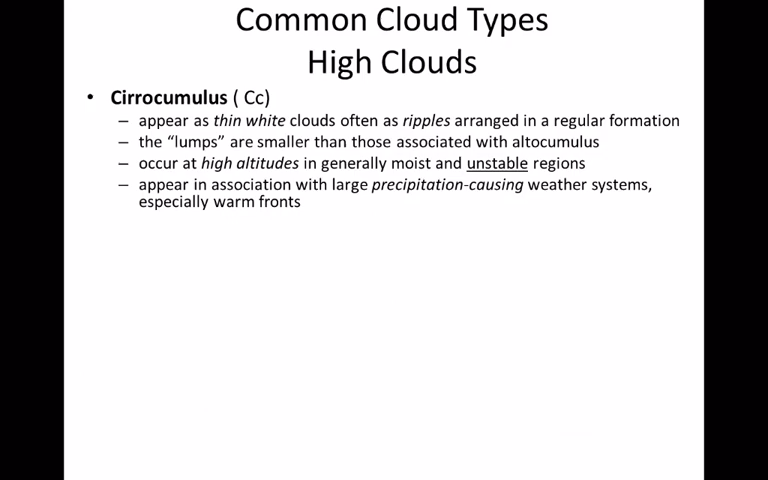 Common Cloud Types
High Clouds
• Cirrocumulus ( Cc)
– appear as thin white clouds often as ripples arranged in a regular formation
– the “lumps” are smaller than those associated with altocumulus
– occur at high altitudes in generally moist and unstable regions
– appear in association with large precipitation-causing weather systems,
especially warm fronts